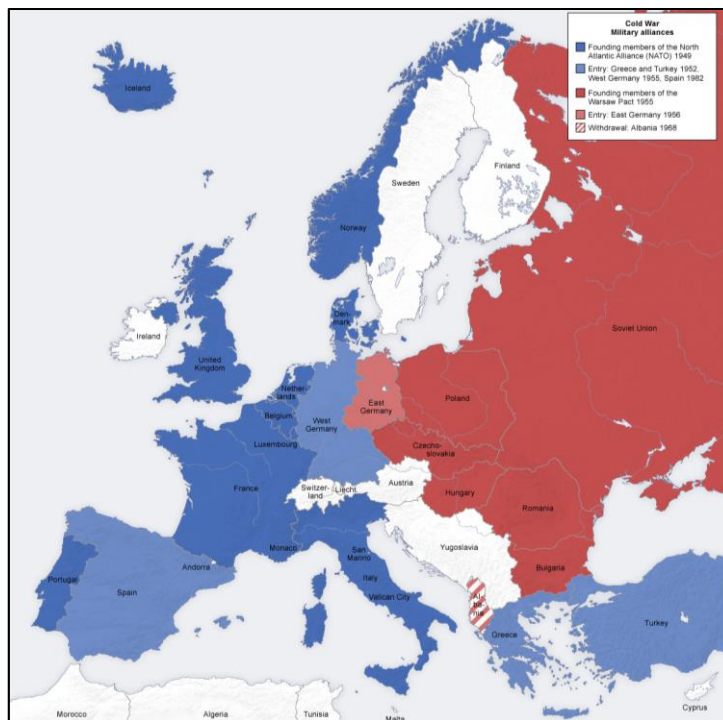 Cold War
Military alliances
Founding members of the North
Atlantic Alliance (NATO) 1949
Entry: Greece and Turkey 1952,
West Germany 1955, Spain 1982
Founding members of the
Warsaw Pact 1955
Entry: East Germany 1956
Withdrawal: Albania 1968
Iceland
Finland
Sweden
Norway
Soviet Union
Den-
mark
Ireland
United
Kingdom
Nether-
lands
Belgium
Luxembourg
West
Germany
East
Germany
Poland
Czecho-
slovakia
France
Switzer-
land
Liecht.
Austria
Hungary
Romania
Yugoslavia
Monaco
San
Marino
Italy
Vatican City
Bulgaria
Andorra
Portugal
Spain
Al-
ba-
nia
Greece
Turkey
Cyprus
Morocco
Algeria
Tunisia
Malta